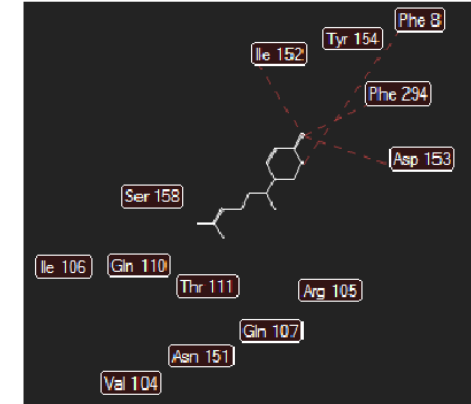 Phe 8
Tyr 154
Ile 152
Phe 294
Asp 153
Ser 158
Ile 106
Gln 110
Thr 111
Arg 105
Gln 107
Asn 151
Val 104